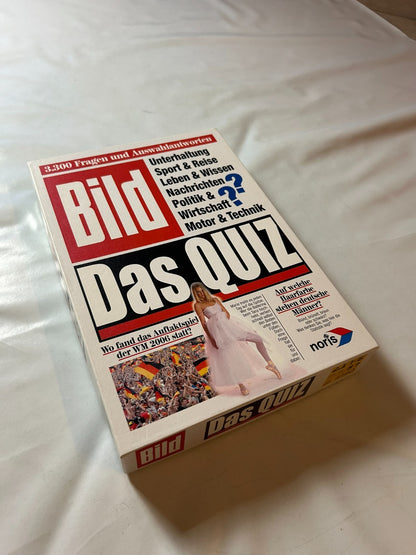 3.300 Fragen und Auswahlantworten
Bild
Unterhaltung
Sport & Reise
Leben & Wissen
Nachrichten
Politik &
Wirtschaft
Motor & Technik
??
Das QUIZ
Wo fand das Auftaktspiel
der WM 2006 statt?
Auf welche
Haarfarbe
stehen deutsche
Männer?
noris
Bild
Das QUIZ